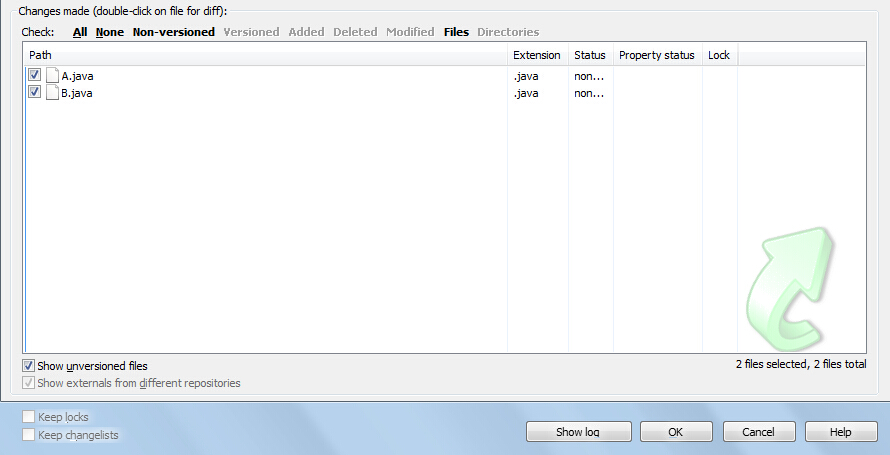 Changes made (double-click on file for diff):
Check: All None Non-versioned Versioned Added Deleted Modified Files Directories
Path Extension Status Property status Lock
A.java .java non...
B.java .java non...
Show unversioned files 2 files selected, 2 files total
Show externals from different repositories
Keep locks
Keep changelists
Show log OK Cancel Help